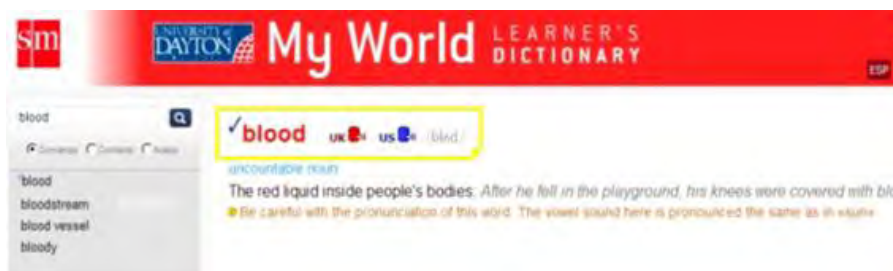 sm
UNIVERSITY of
DAYTON
My World LEARNER'S
DICTIONARY
ESP
blood
✓blood UK US
uncountable noun
The red liquid inside people's bodies: After he fell in the playground, his knees were covered with blo
Be careful with the pronunciation of this word. The vowel sound here is pronounced the same as in «sun»
'blood
bloodstream
blood vessel
bloody